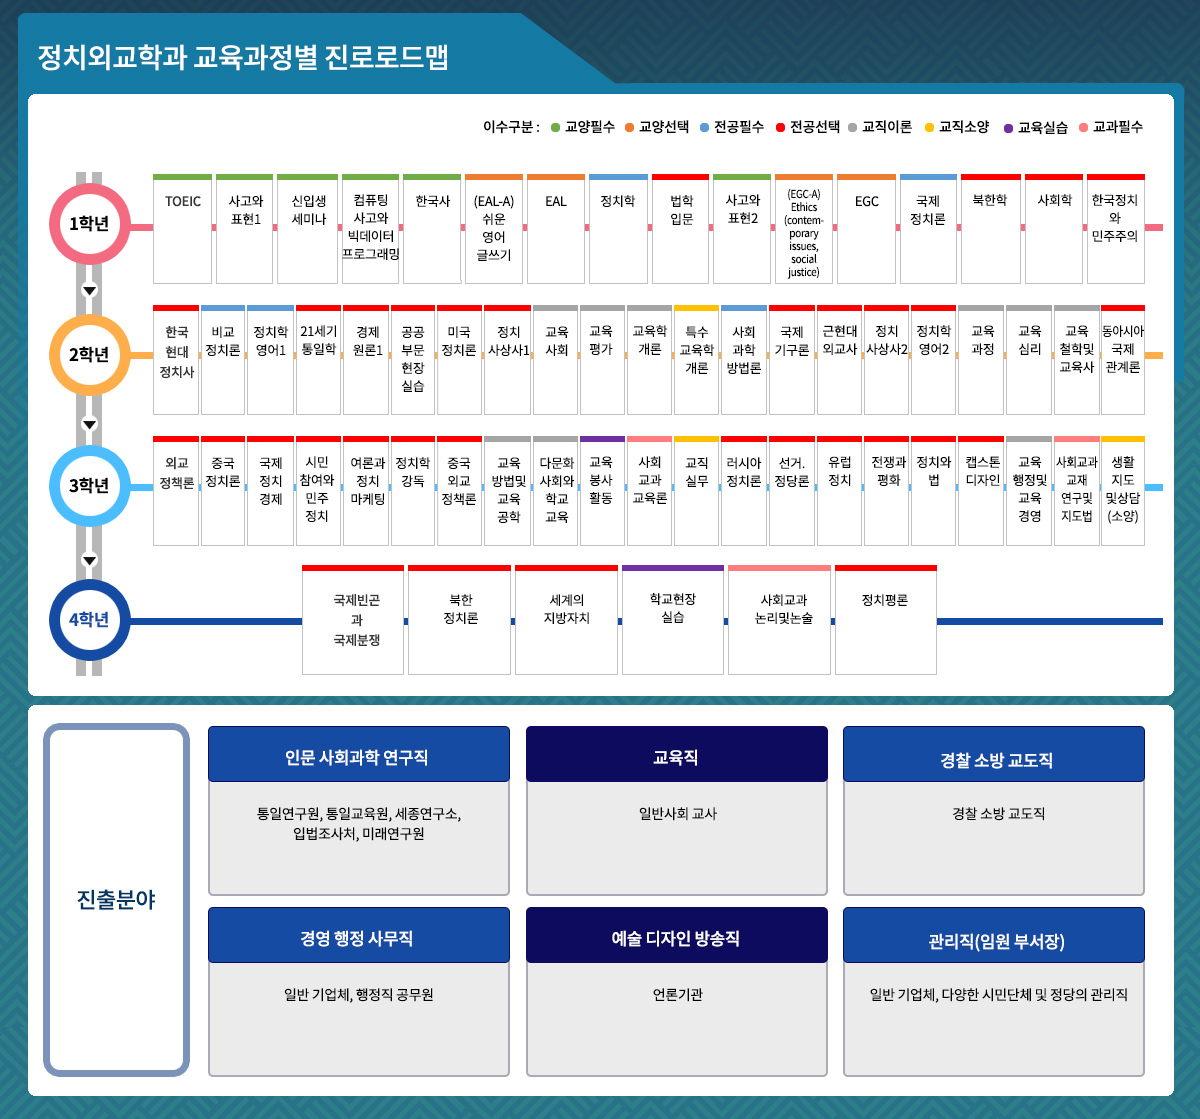 정치외교학과 교육과정별 진로로드맵
이수구분 : 교양필수 교양선택 전공필수 전공선택 교직이론 교직소양 교육실습 교과필수
1학년
TOEIC
사고와
표현1
신입생
세미나
컴퓨팅
사고와
빅데이터
프로그래밍
한국사
(EAL-A)
쉬운
영어
글쓰기
EAL
정치학
법학
입문
사고와
표현2
(EGC-A)
Ethics
(contem-
porary
issues,
social
justice)
EGC
국제
정치론
북한학
사회학
한국정치
와
민주주의
2학년
한국
현대
정치사
비교
정치론
정치학
영어1
21세기
통일학
경제
원론1
공공
부문
현장
실습
미국
정치론
정치
사상사1
교육
사회
교육
평가
교육학
개론
특수
교육학
개론
사회
과학
방법론
국제
기구론
근현대
외교사
정치
사상사2
정치학
영어2
교육
과정
교육
심리
교육
철학및
교육사
동아시아
국제
관계론
3학년
외교
정책론
중국
정치론
국제
정치
경제
시민
참여와
민주
정치
여론과
정치
마케팅
정치학
강독
중국
외교
정책론
교육
방법및
교육
공학
다문화
사회와
학교
교육
교육
봉사
활동
사회
교과
교육론
교직
실무
러시아
정치론
선거.
정당론
유럽
정치
전쟁과
평화
정치와
법
캡스톤
디자인
교육
행정및
교육
경영
사회교과
교재
연구및
지도법
생활
지도
및상담
(소양)
4학년
국제빈곤
과
국제분쟁
북한
정치론
세계의
지방자치
학교현장
실습
사회교과
논리및논술
정치평론
진출분야
인문 사회과학 연구직
통일연구원, 통일교육원, 세종연구소,
입법조사처, 미래연구원
교육직
일반사회 교사
경찰 소방 교도직
경찰 소방 교도직
경영 행정 사무직
일반 기업체, 행정직 공무원
예술 디자인 방송직
언론기관
관리직(임원 부서장)
일반 기업체, 다양한 시민단체 및 정당의 관리직